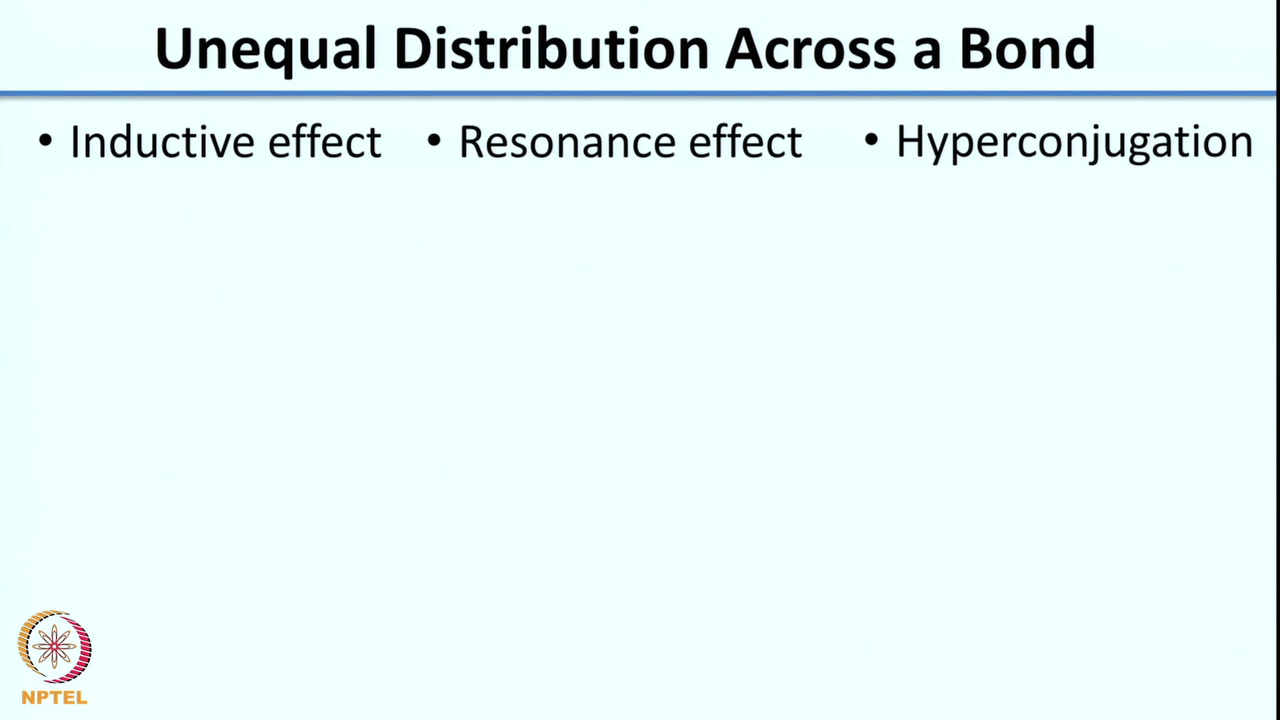 Unequal Distribution Across a Bond
• Inductive effect • Resonance effect • Hyperconjugation
NPTEL